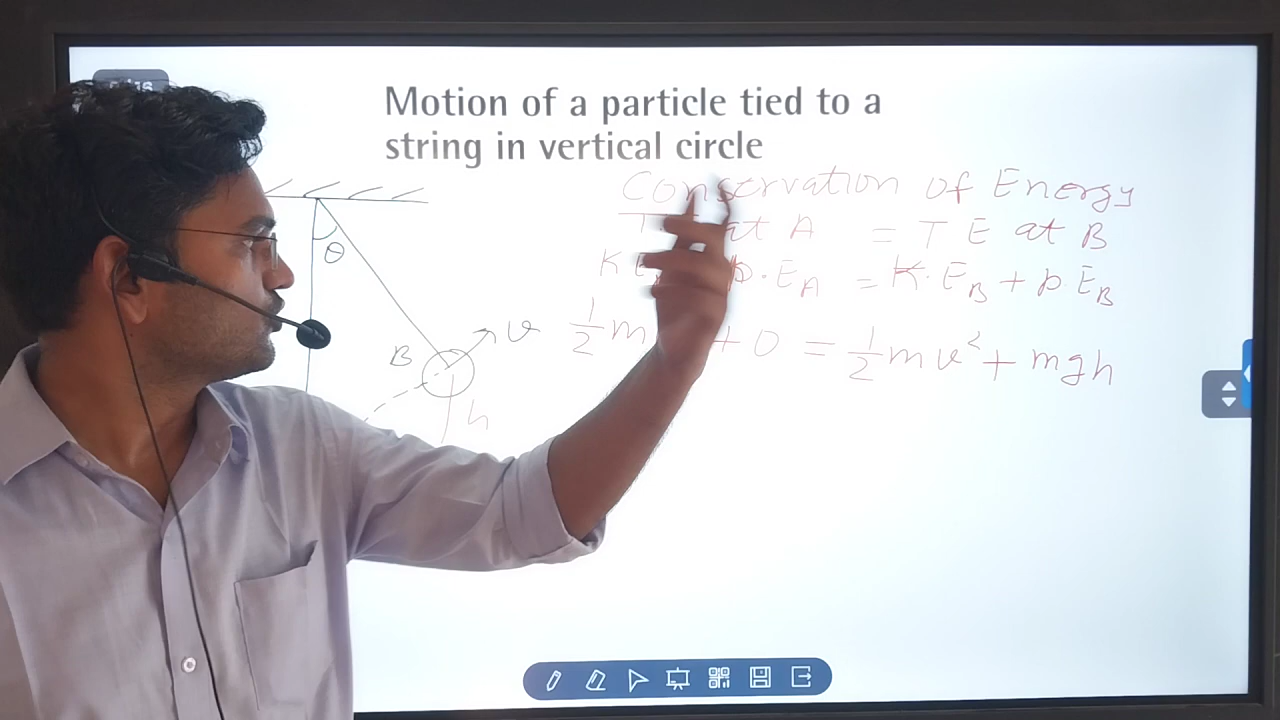 Motion of a particle tied to a
string in vertical circle
Conservation of Energy
T at A = T E at B
K E p.E_A = K.E_B + p.E_B
1/2 m + 0 = 1/2 m v² + mgh
θ
B v
h